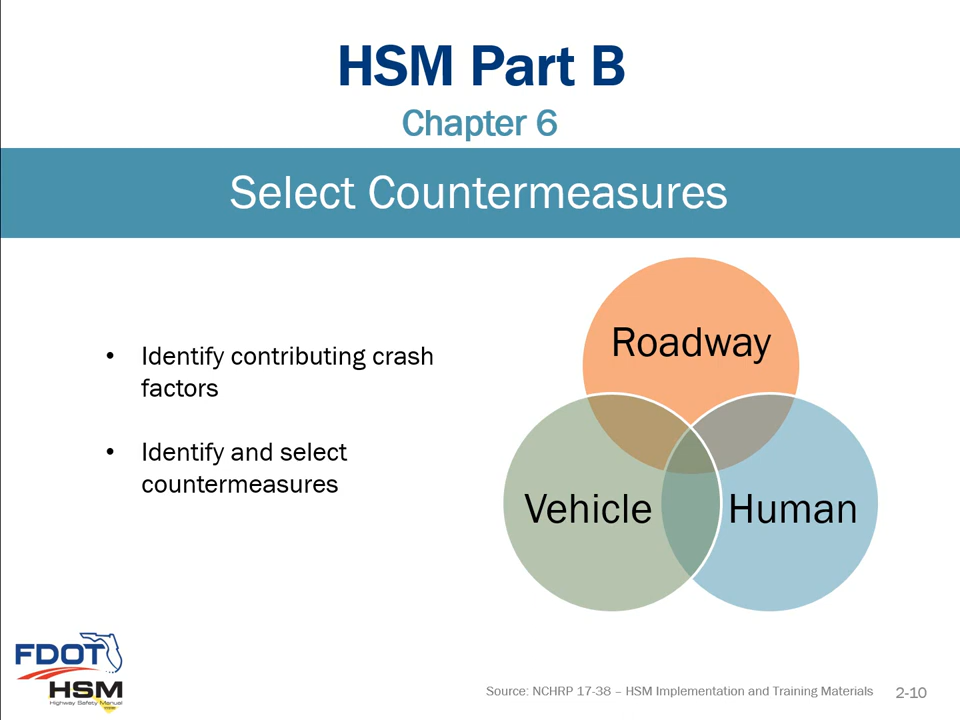 HSM Part B
Chapter 6
Select Countermeasures
• Identify contributing crash
factors
• Identify and select
countermeasures
Roadway
Vehicle
Human
FDOT
HSM
Highway Safety Manual
Source: NCHRP 17-38 – HSM Implementation and Training Materials
2-10